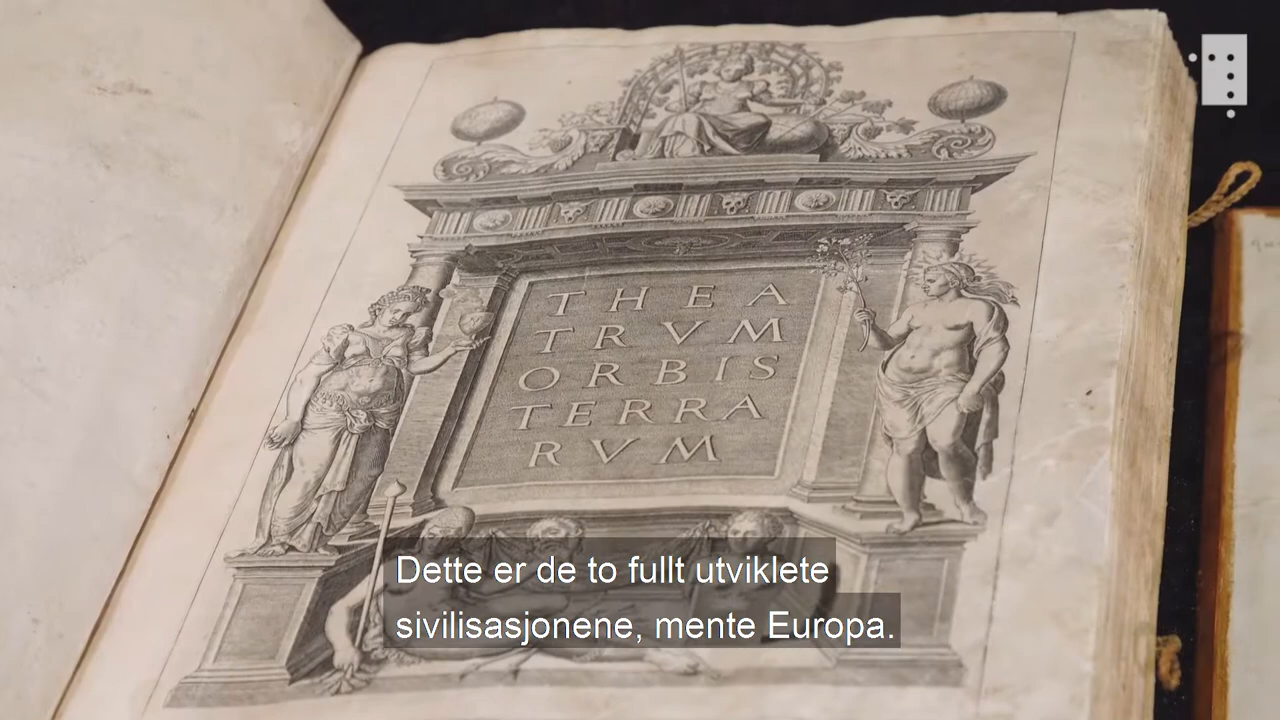 THEA
TRVM
ORBIS
TERRA
RVM
Dette er de to fullt utviklete
sivilisasjonene, mente Europa.